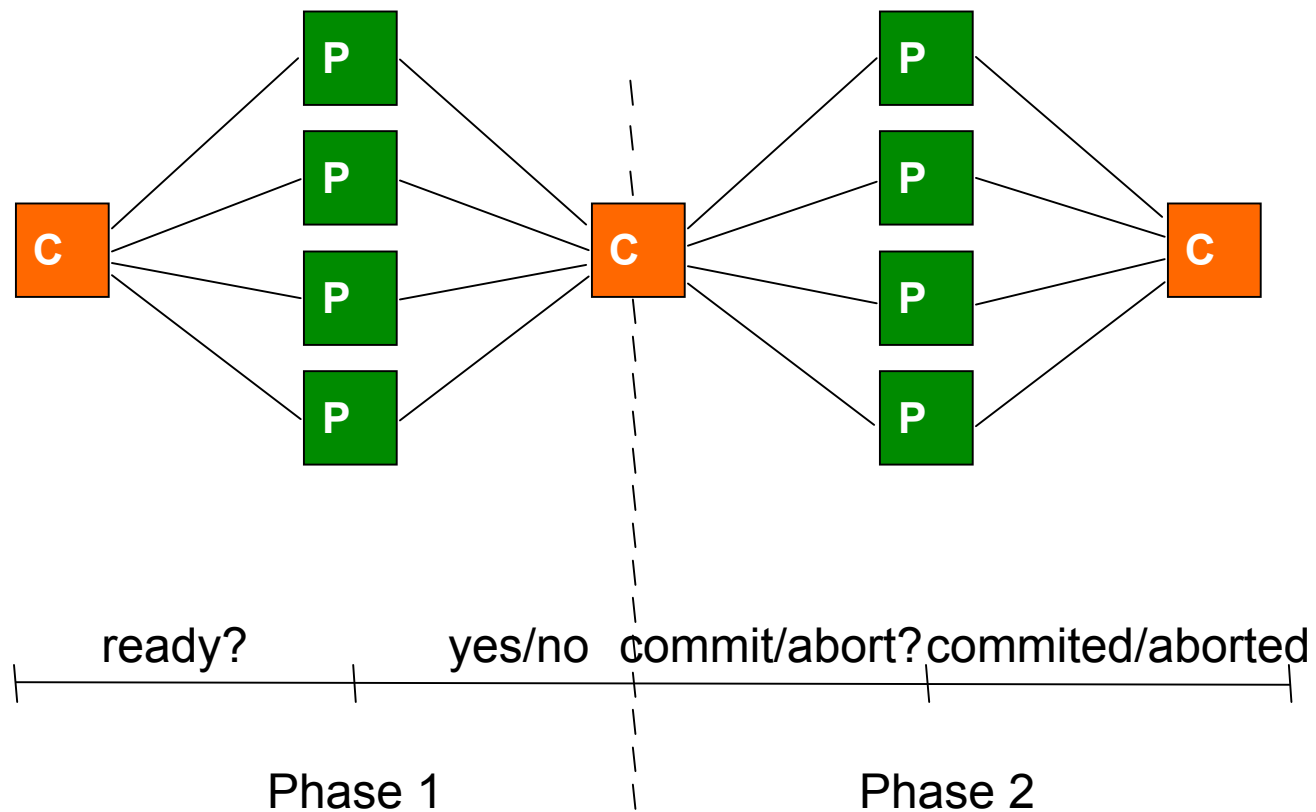 P
P
P
P
P
P
P
P
C
C
C
ready?
yes/no
commit/abort?
commited/aborted
Phase 1
Phase 2